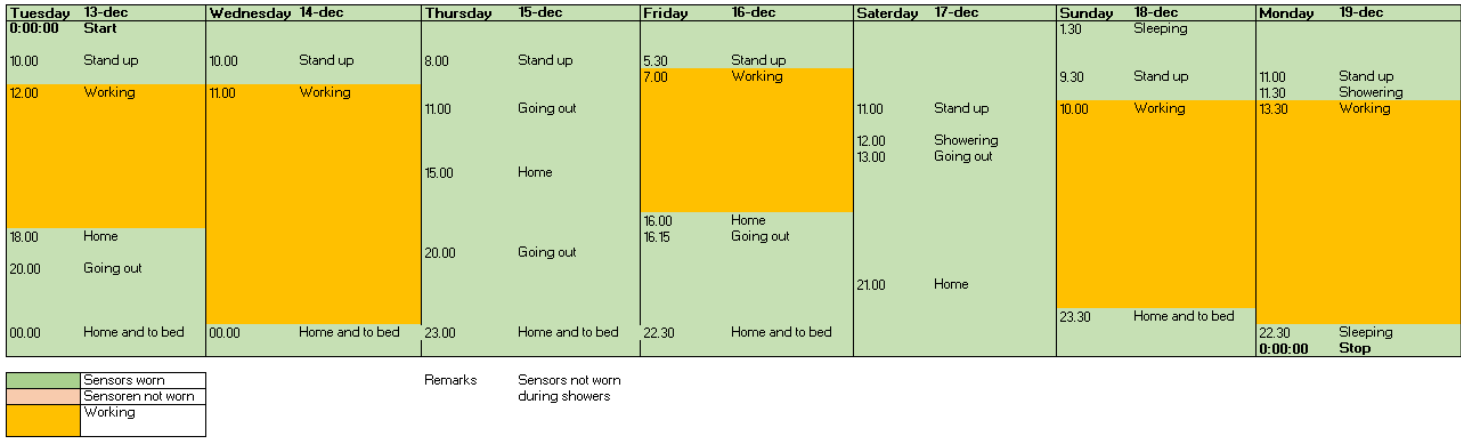 Tuesday 13-dec Wednesday 14-dec Thursday 15-dec Friday 16-dec Saterday 17-dec Sunday 18-dec Monday 19-dec
0:00:00 Start 1.30 Sleeping
10.00 Stand up 10.00 Stand up 8.00 Stand up 5.30 Stand up
7.00 Working 9.30 Stand up 11.00 Stand up
12.00 Working 11.00 Working 11.30 Showering
11.00 Going out 11.00 Stand up 10.00 Working 13.30 Working
12.00 Showering
13.00 Going out
15.00 Home
16.00 Home
18.00 Home 16.15 Going out
20.00 Going out
20.00 Going out
21.00 Home
23.30 Home and to bed
00.00 Home and to bed 00.00 Home and to bed 23.00 Home and to bed 22.30 Home and to bed 22.30 Sleeping
0:00:00 Stop
Sensors worn Remarks Sensors not worn
Sensoren not worn during showers
Working